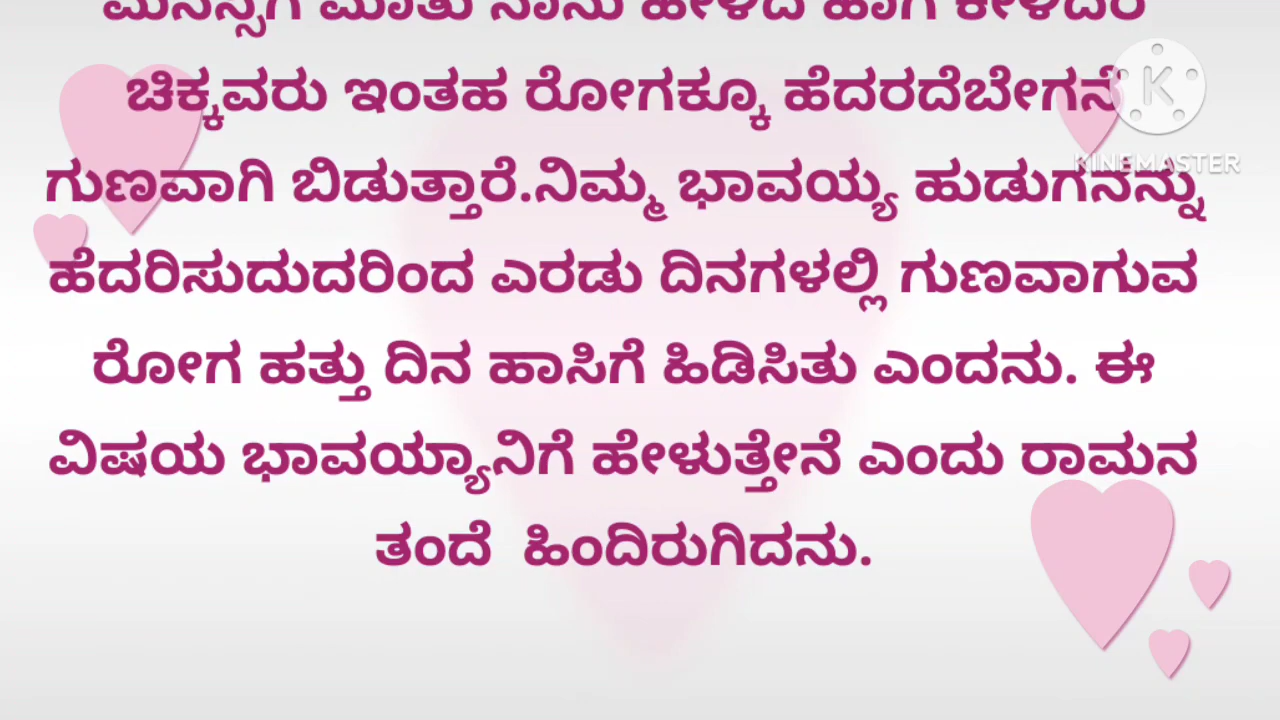 ಮಾತು ನಾನು ಹೇಳಿದ ಹಾಗೆ ಕೇಳಿದರೆ
ಚಿಕ್ಕವರು ಇಂತಹ ರೋಗಕ್ಕೂ ಹೆದರದೆಬೇಗನೆ
ಗುಣವಾಗಿ ಬಿಡುತ್ತಾರೆ.ನಿಮ್ಮ ಭಾವಯ್ಯ ಹುಡುಗನನ್ನು
ಹೆದರಿಸುದುದರಿಂದ ಎರಡು ದಿನಗಳಲ್ಲಿ ಗುಣವಾಗುವ
ರೋಗ ಹತ್ತು ದಿನ ಹಾಸಿಗೆ ಹಿಡಿಸಿತು ಎಂದನು. ಈ
ವಿಷಯ ಭಾವಯ್ಯಾನಿಗೆ ಹೇಳುತ್ತೇನೆ ಎಂದು ರಾಮನ
ತಂದೆ ಹಿಂದಿರುಗಿದನು.
K
KINEMASTER